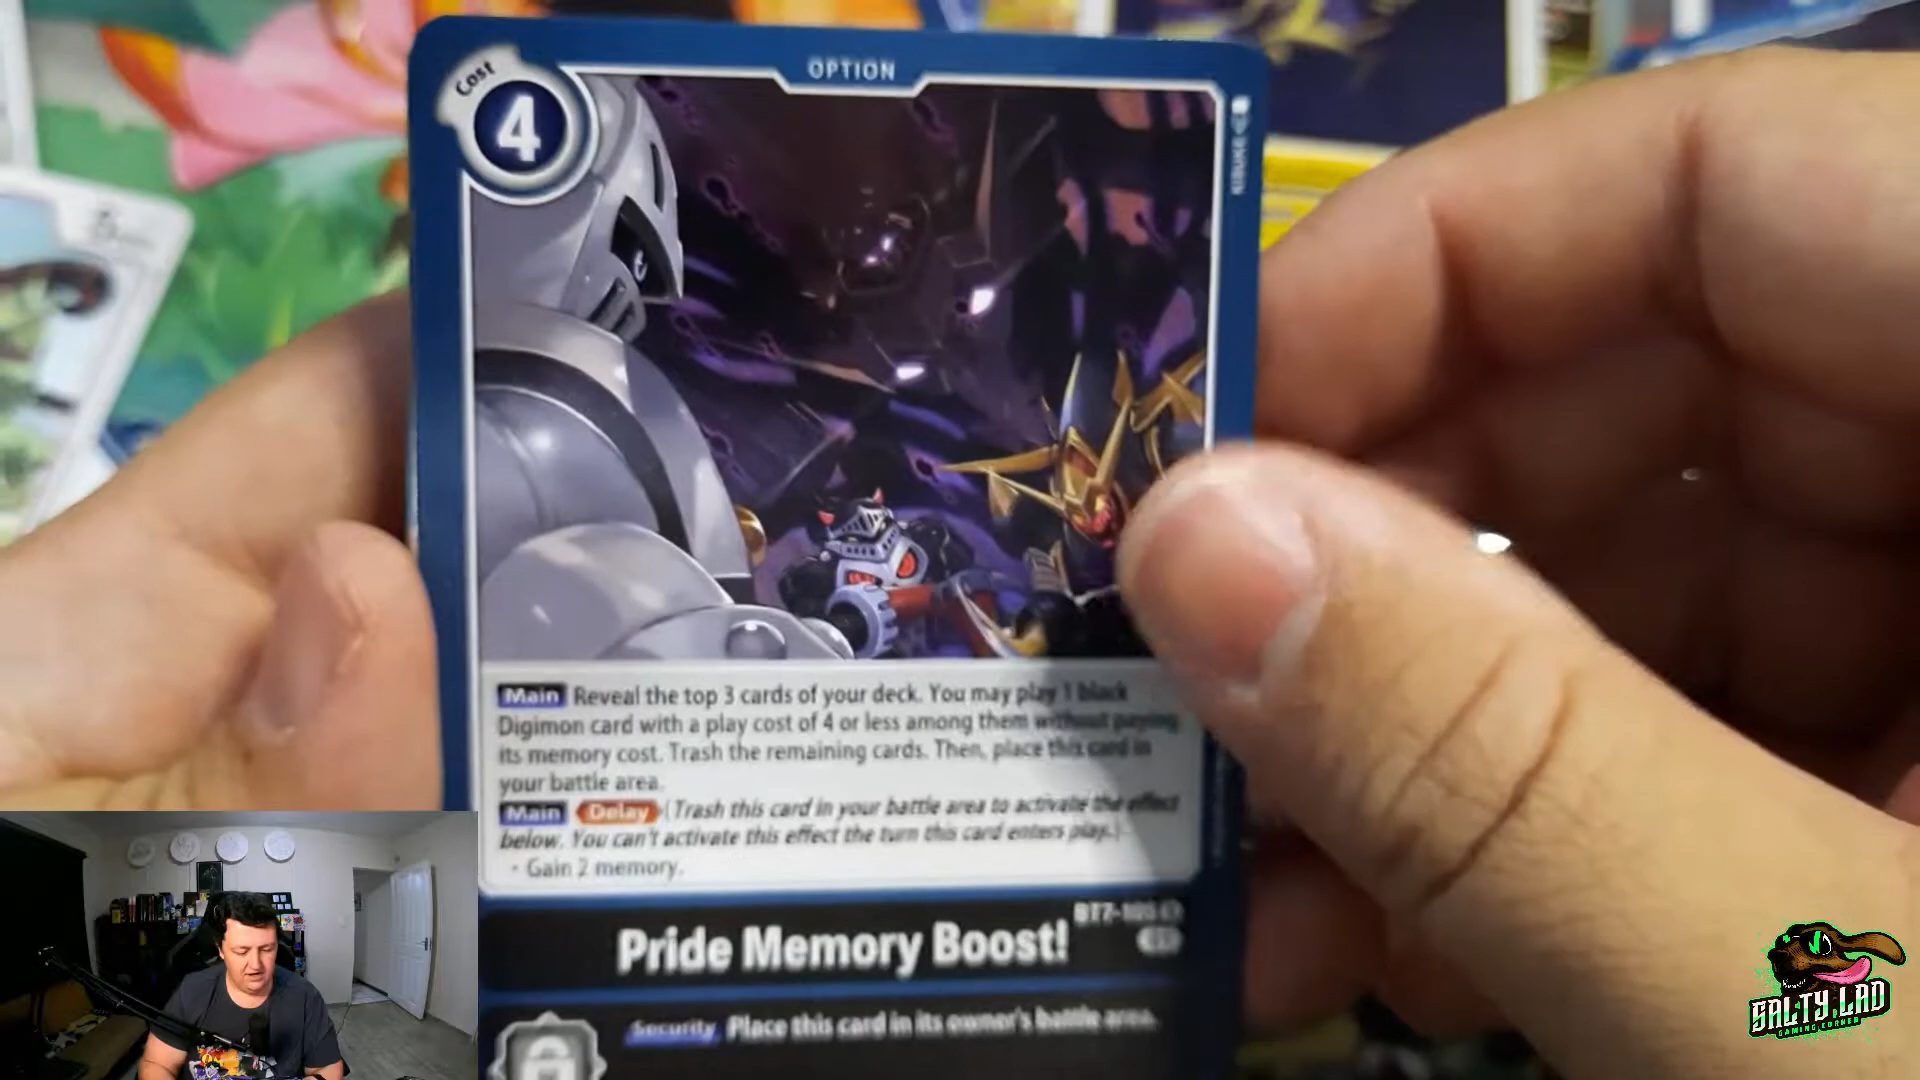 OPTION
Cost
4
KISUKE
Main Reveal the top 3 cards of your deck. You may play 1 black
Digimon card with a play cost of 4 or less among them without paying
its memory cost. Trash the remaining cards. Then, place this card in
your battle area.
Main Delay (Trash this card in your battle area to activate the effect
below. You can't activate this effect the turn this card enters play.)
· Gain 2 memory.
Pride Memory Boost!
Security Place this card in its owner's battle area.
SALTY LAD
GAMING CORNER